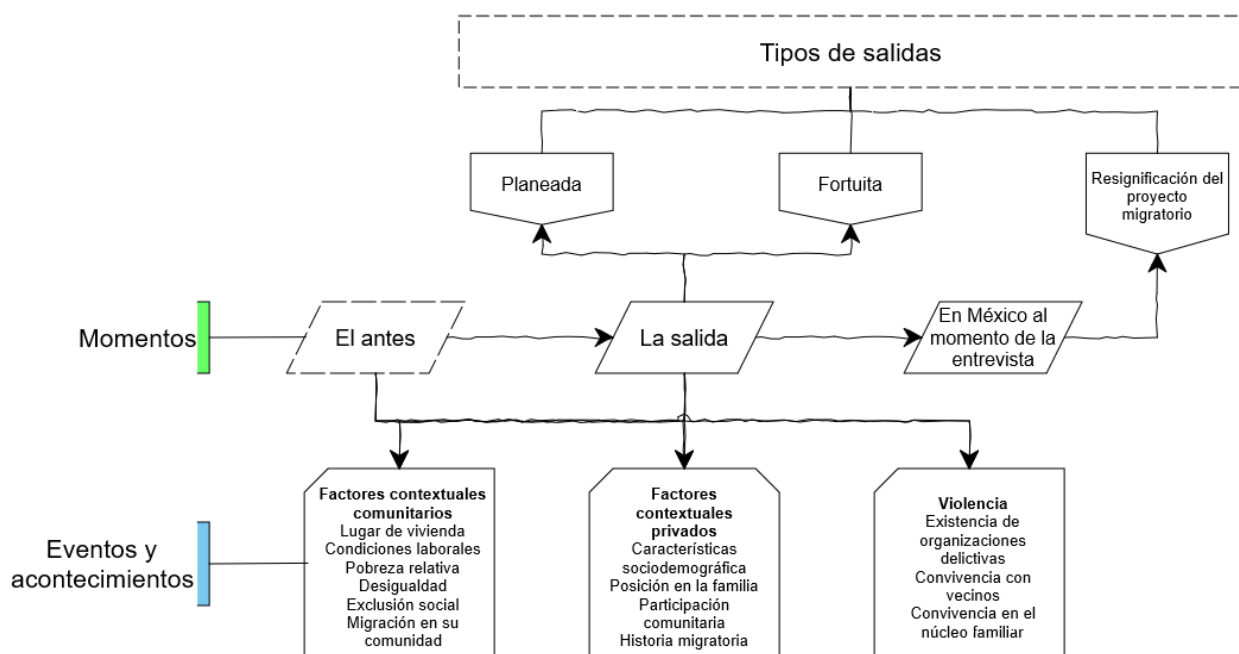 Tipos de salidas
Planeada
Fortuita
Resignificación del
proyecto
migratorio
Momentos
El antes
La salida
En México al
momento de la
entrevista
Eventos y
acontecimientos
Factores contextuales
comunitarios
Lugar de vivienda
Condiciones laborales
Pobreza relativa
Desigualdad
Exclusión social
Migración en su
comunidad
Factores
contextuales
privados
Características
sociodemográfica
Posición en la familia
Participación
comunitaria
Historia migratoria
Violencia
Existencia de
organizaciones
delictivas
Convivencia con
vecinos
Convivencia en el
núcleo familiar